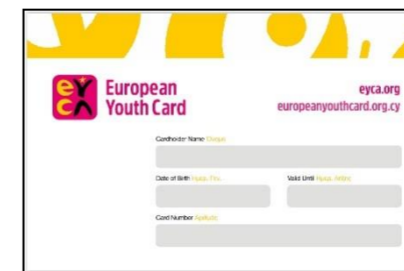 European
Youth Card
eyca.org
europeanyouthcard.org.cy
Cardholder Name
Date of Birth
Valid Until
Card Number